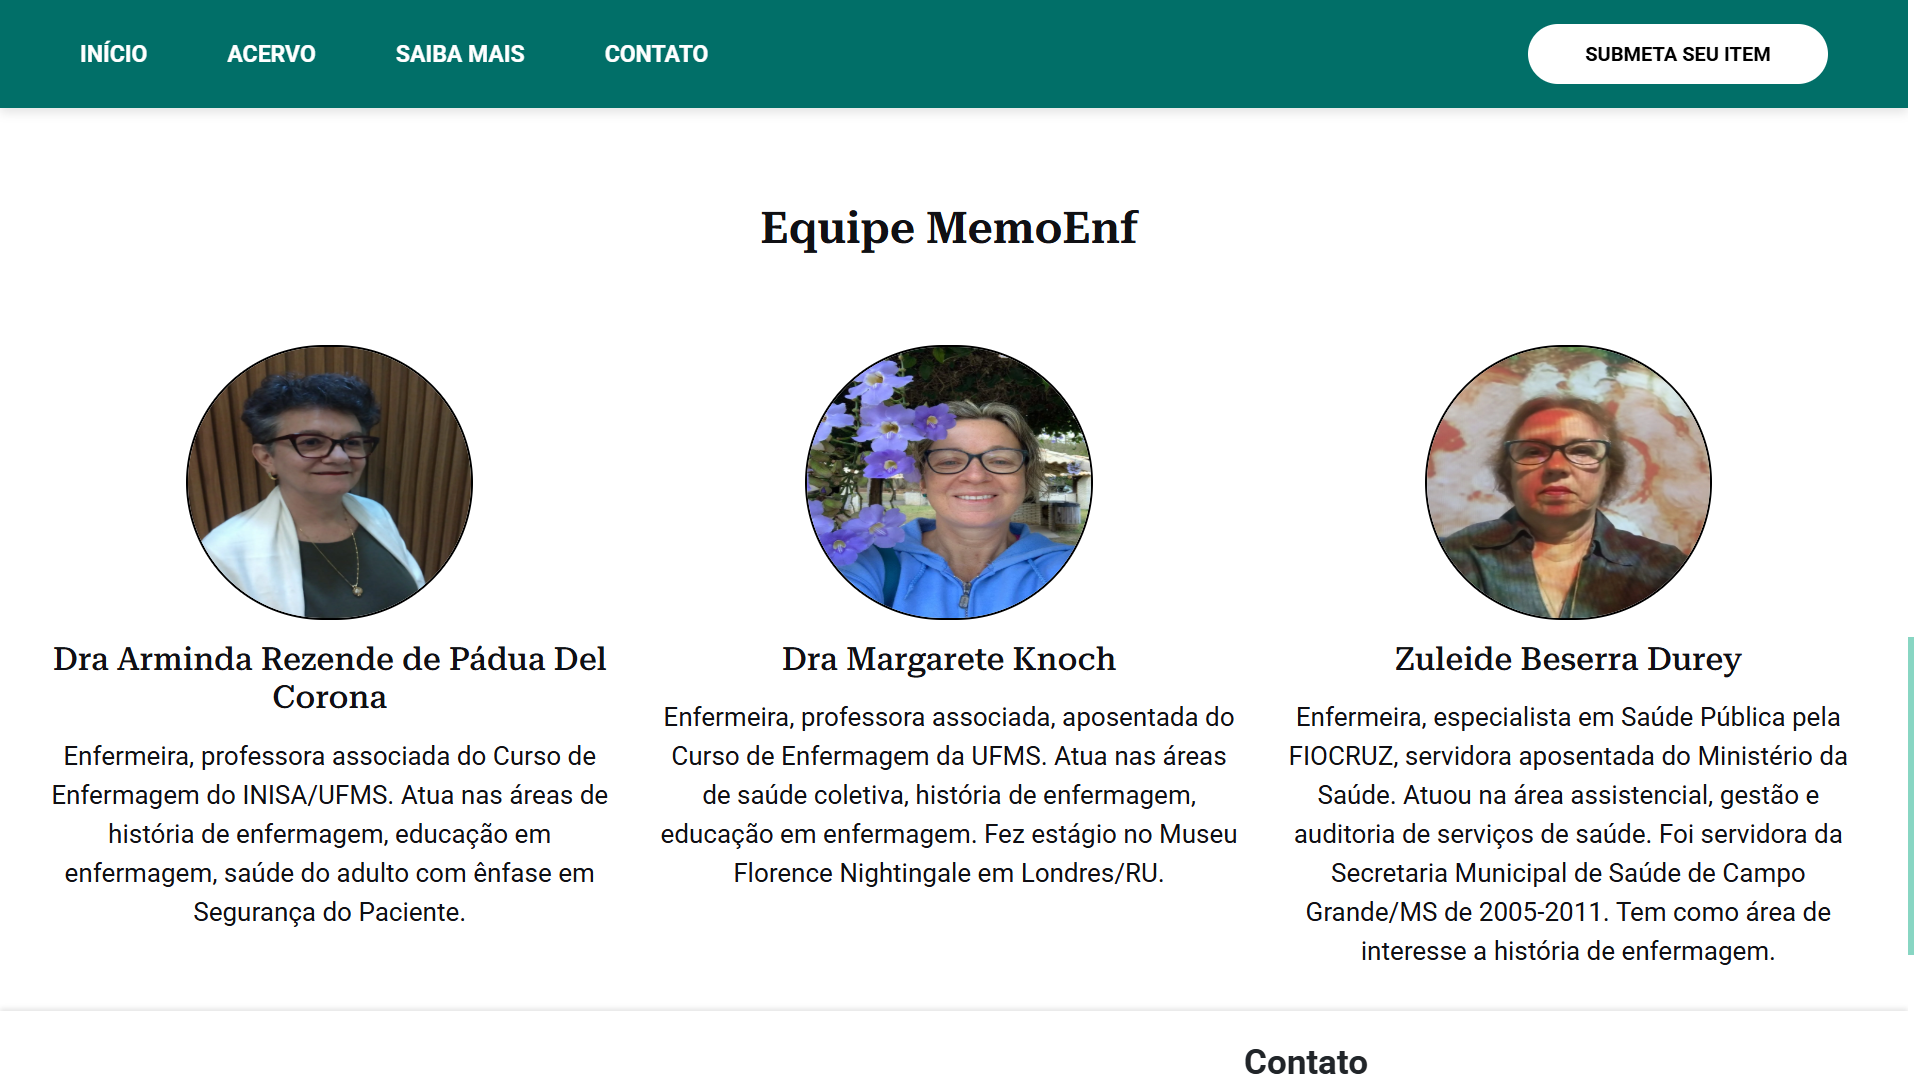 INÍCIO
ACERVO
SAIBA MAIS
CONTATO
SUBMETA SEU ITEM
Equipe MemoEnf
Dra Arminda Rezende de Pádua Del
Corona
Enfermeira, professora associada do Curso de
Enfermagem do INISA/UFMS. Atua nas áreas de
história de enfermagem, educação em
enfermagem, saúde do adulto com ênfase em
Segurança do Paciente.
Dra Margarete Knoch
Enfermeira, professora associada, aposentada do
Curso de Enfermagem da UFMS. Atua nas áreas
de saúde coletiva, história de enfermagem,
educação em enfermagem. Fez estágio no Museu
Florence Nightingale em Londres/RU.
Zuleide Beserra Durey
Enfermeira, especialista em Saúde Pública pela
FIOCRUZ, servidora aposentada do Ministério da
Saúde. Atuou na área assistencial, gestão e
auditoria de serviços de saúde. Foi servidora da
Secretaria Municipal de Saúde de Campo
Grande/MS de 2005-2011. Tem como área de
interesse a história de enfermagem.
Contato